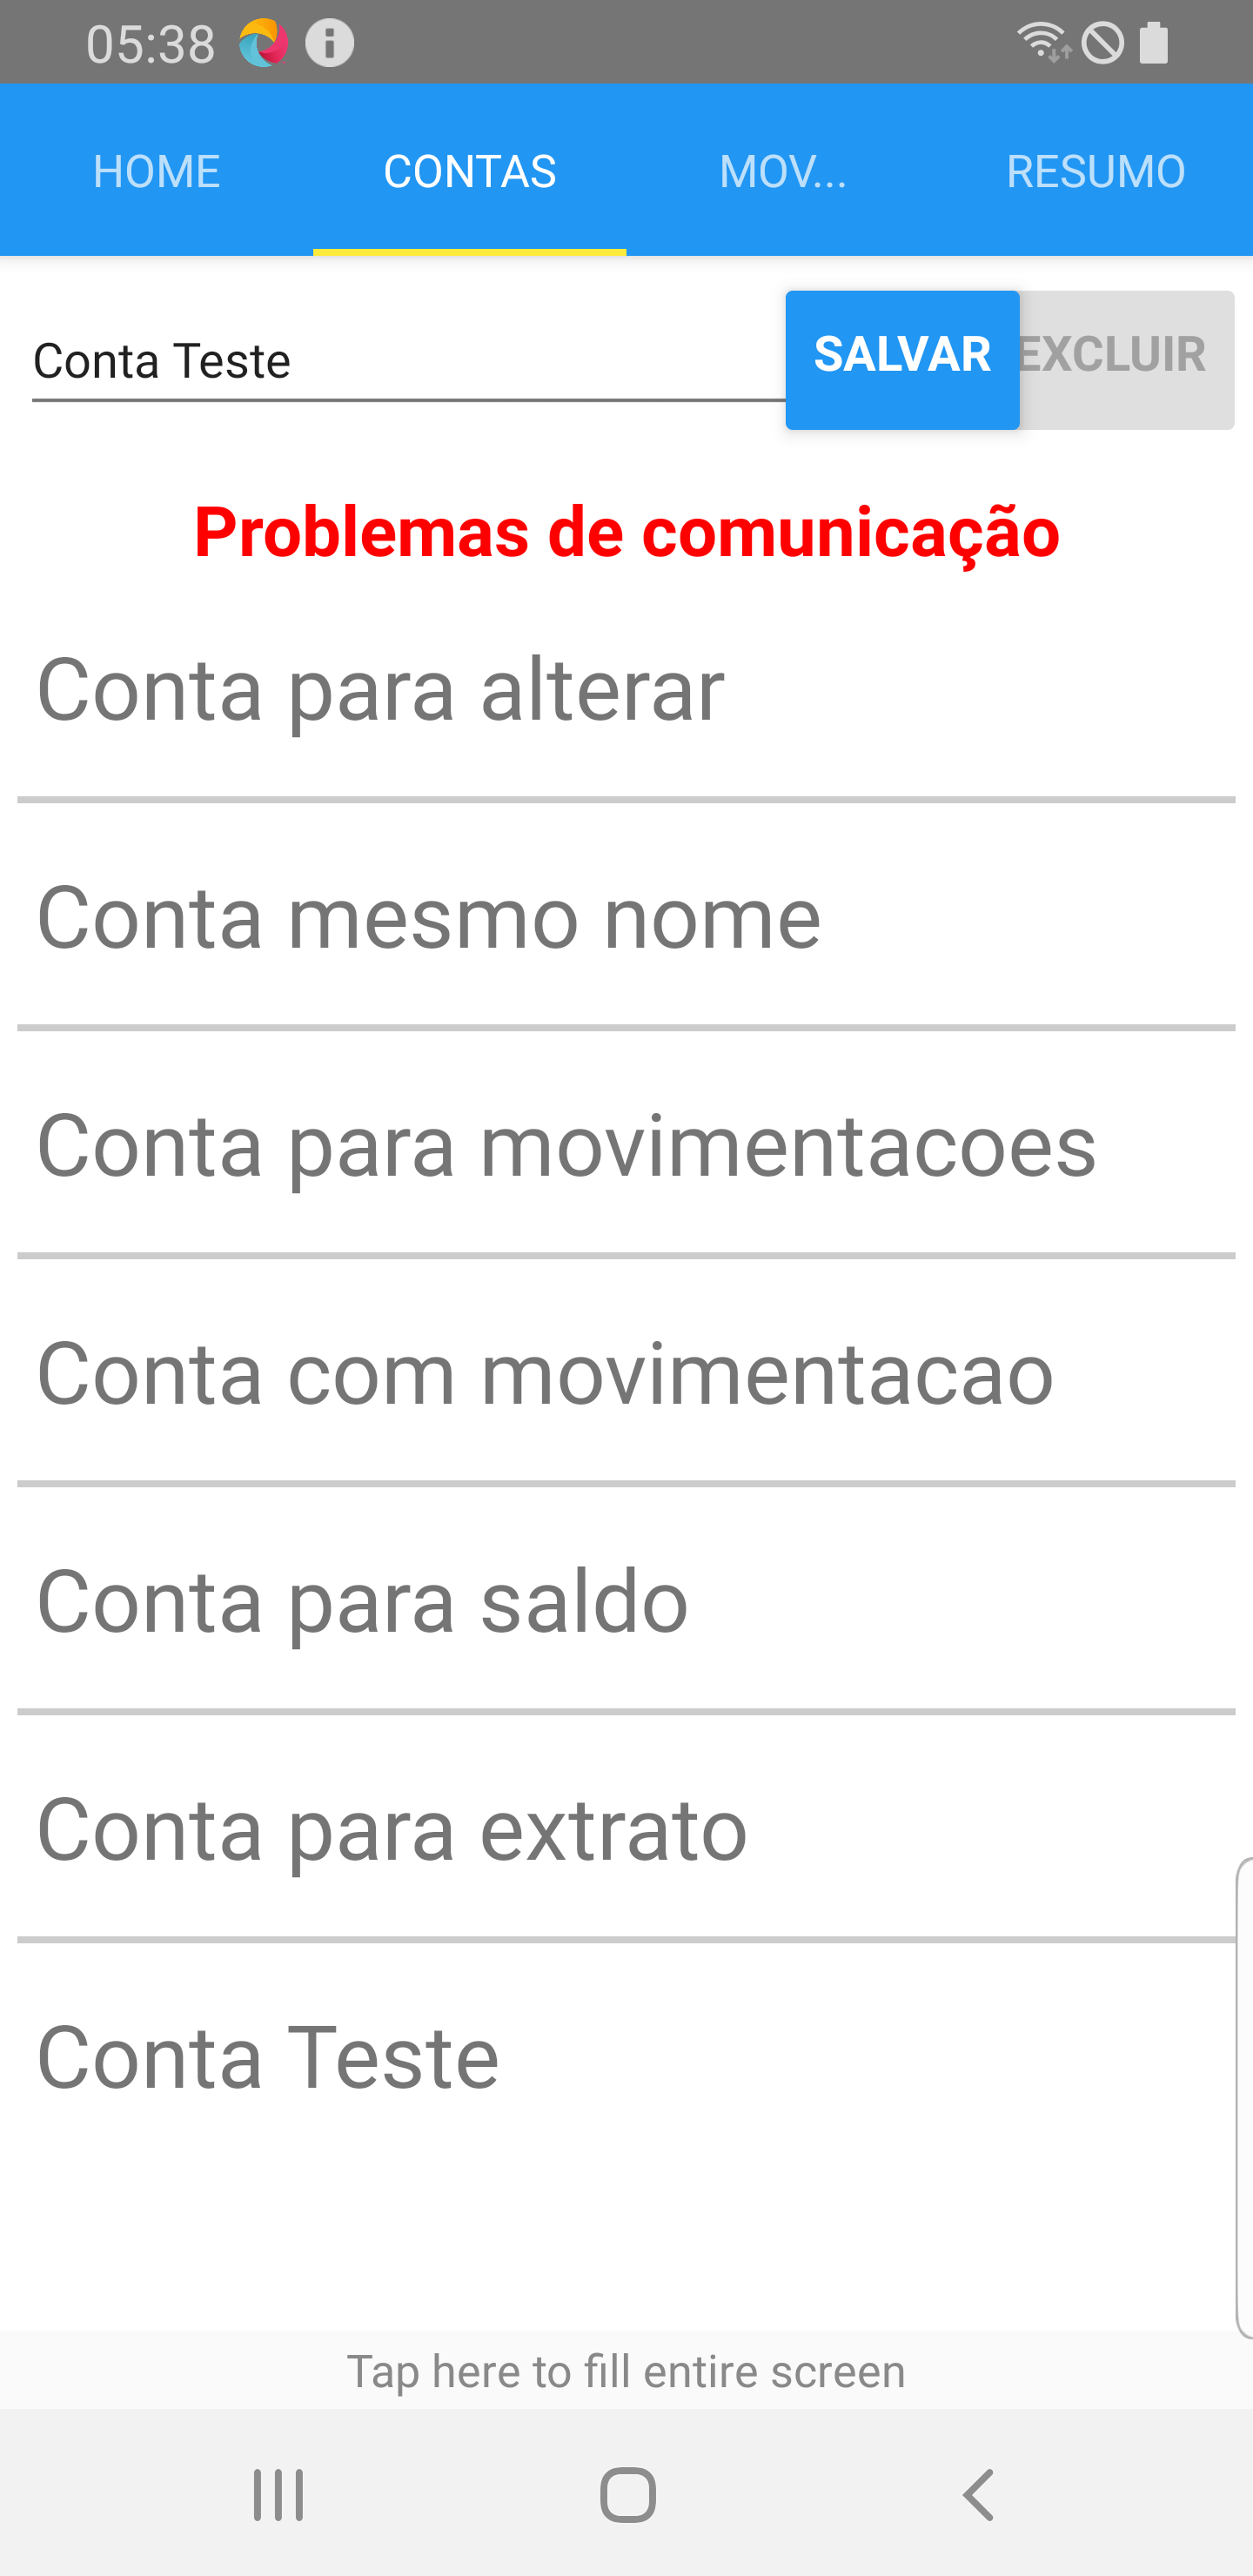 05:38
HOME CONTAS MOV... RESUMO
Conta Teste SALVAR EXCLUIR
Problemas de comunicação
Conta para alterar
Conta mesmo nome
Conta para movimentacoes
Conta com movimentacao
Conta para saldo
Conta para extrato
Conta Teste
Tap here to fill entire screen